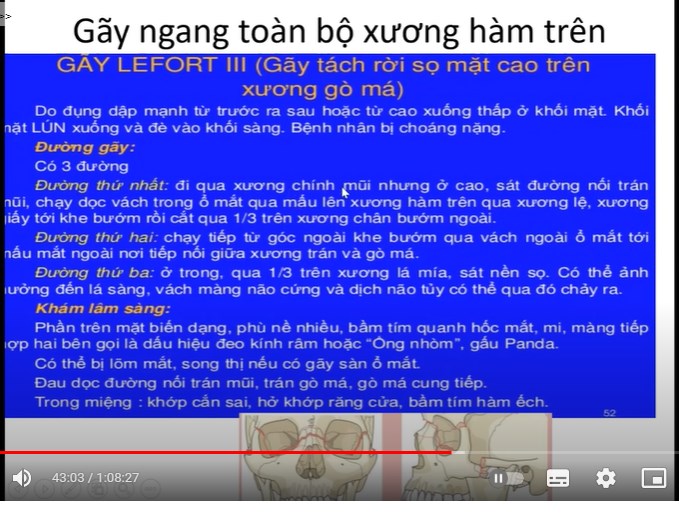 >>
Gãy ngang toàn bộ xương hàm trên
GÃY LEFORT III (Gãy tách rời sọ mặt cao trên
xương gò má)
Do đụng dập mạnh từ trước ra sau hoặc từ cao xuống thấp ở khối mặt. Khối
mặt LÚN xuống và đè vào khối sàng. Bệnh nhân bị choáng nặng.
Đường gãy:
Có 3 đường
Đường thứ nhất: đi qua xương chính mũi nhưng ở cao, sát đường nối trán
mũi, chạy dọc vách trong ổ mắt qua mấu lên xương hàm trên qua xương lệ, xương
giấy tới khe bướm rồi cắt qua 1/3 trên xương chân bướm ngoài.
Đường thứ hai: chạy tiếp từ góc ngoài khe bướm qua vách ngoài ổ mắt tới
mấu mắt ngoài nơi tiếp nối giữa xương trán và gò má.
Đường thứ ba: ở trong, qua 1/3 trên xương lá mía, sát nền sọ. Có thể ảnh
hưởng đến lá sàng, vách màng não cứng và dịch não tủy có thể qua đó chảy ra.
Khám lâm sàng:
Phần trên mặt biến dạng, phù nề nhiều, bầm tím quanh hốc mắt, mi, màng tiếp
hợp hai bên gọi là dấu hiệu đeo kính râm hoặc "Ống nhòm", gấu Panda.
Có thể bị lõm mắt, song thị nếu có gãy sàn ổ mắt.
Đau dọc đường nối trán mũi, trán gò má, gò má cung tiếp.
Trong miệng : khớp cắn sai, hở khớp răng cửa, bầm tím hàm ếch.
52
43:03 / 1:08:27